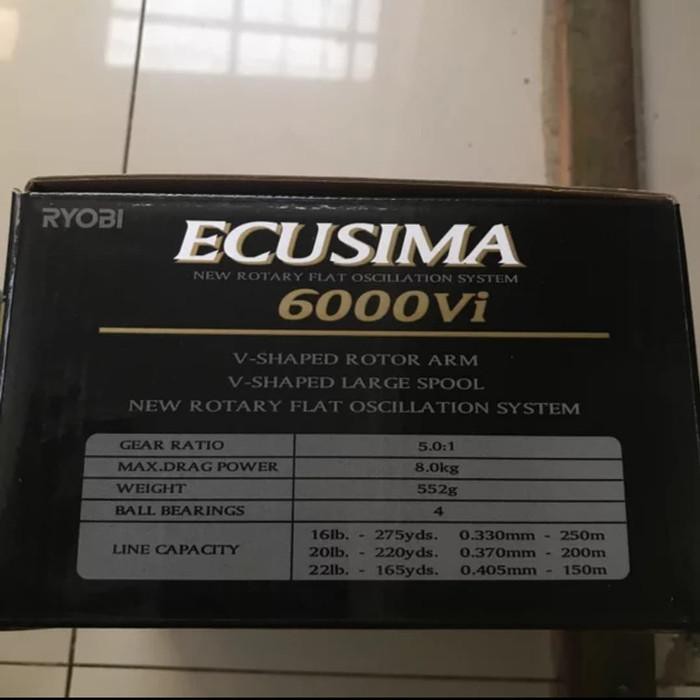 RYOBI
ECUSIMA
NEW ROTARY FLAT OSCILLATION SYSTEM
6000Vi
V-SHAPED ROTOR ARM
V-SHAPED LARGE SPOOL
NEW ROTARY FLAT OSCILLATION SYSTEM
GEAR RATIO 5.0:1
MAX.DRAG POWER 8.0kg
WEIGHT 552g
BALL BEARINGS 4
LINE CAPACITY
16lb. - 275yds. 0.330mm - 250m
20lb. - 220yds. 0.370mm - 200m
22lb. - 165yds. 0.405mm - 150m